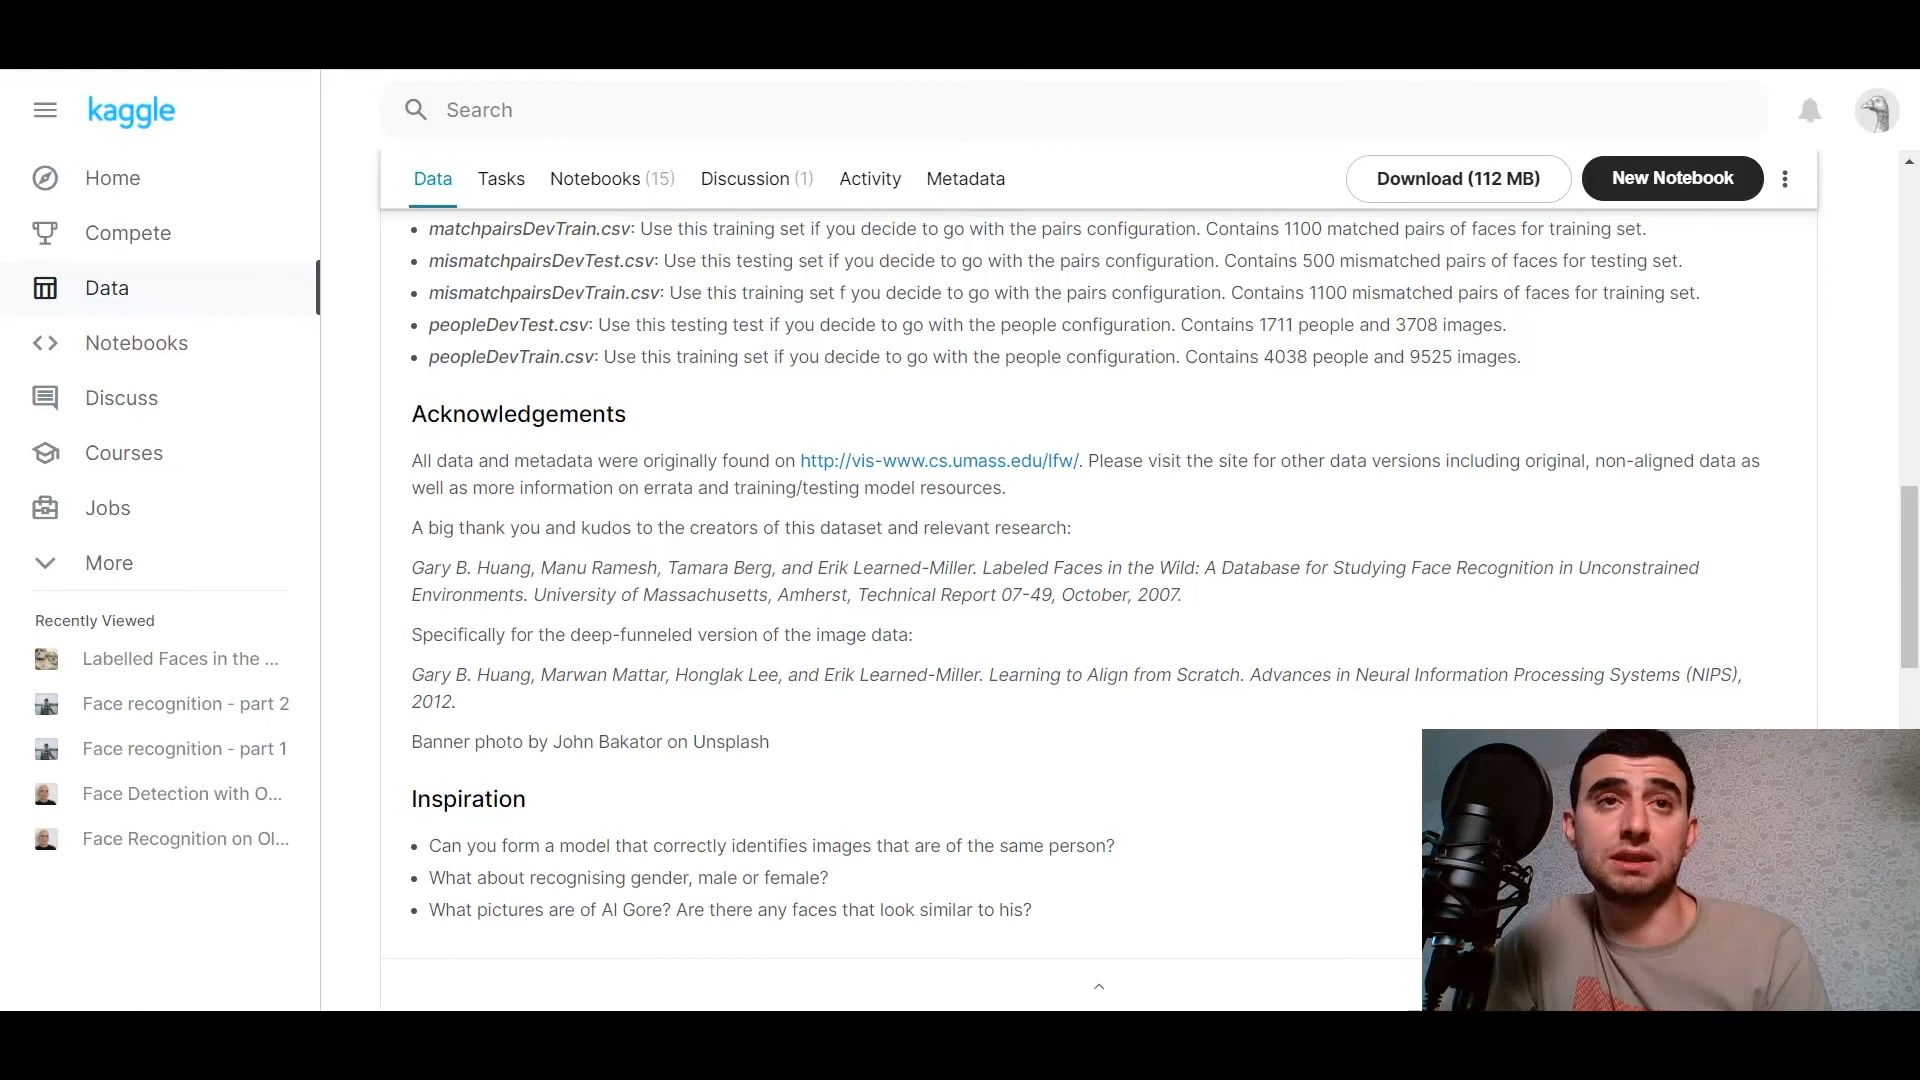 kaggle
Search
Home
Compete
Data
Notebooks
Discuss
Courses
Jobs
More
Recently Viewed
Labelled Faces in the ...
Face recognition - part 2
Face recognition - part 1
Face Detection with O...
Face Recognition on Ol...
Data Tasks Notebooks (15) Discussion (1) Activity Metadata Download (112 MB) New Notebook
matchpairsDevTrain.csv: Use this training set if you decide to go with the pairs configuration. Contains 1100 matched pairs of faces for training set.
mismatchpairsDevTest.csv: Use this testing set if you decide to go with the pairs configuration. Contains 500 mismatched pairs of faces for testing set.
mismatchpairsDevTrain.csv: Use this training set f you decide to go with the pairs configuration. Contains 1100 mismatched pairs of faces for training set.
peopleDevTest.csv: Use this testing test if you decide to go with the people configuration. Contains 1711 people and 3708 images.
peopleDevTrain.csv: Use this training set if you decide to go with the people configuration. Contains 4038 people and 9525 images.
Acknowledgements
All data and metadata were originally found on http://vis-www.cs.umass.edu/lfw/. Please visit the site for other data versions including original, non-aligned data as
well as more information on errata and training/testing model resources.
A big thank you and kudos to the creators of this dataset and relevant research:
Gary B. Huang, Manu Ramesh, Tamara Berg, and Erik Learned-Miller. Labeled Faces in the Wild: A Database for Studying Face Recognition in Unconstrained
Environments. University of Massachusetts, Amherst, Technical Report 07-49, October, 2007.
Specifically for the deep-funneled version of the image data:
Gary B. Huang, Marwan Mattar, Honglak Lee, and Erik Learned-Miller. Learning to Align from Scratch. Advances in Neural Information Processing Systems (NIPS),
2012.
Banner photo by John Bakator on Unsplash
Inspiration
Can you form a model that correctly identifies images that are of the same person?
What about recognising gender, male or female?
What pictures are of Al Gore? Are there any faces that look similar to his?